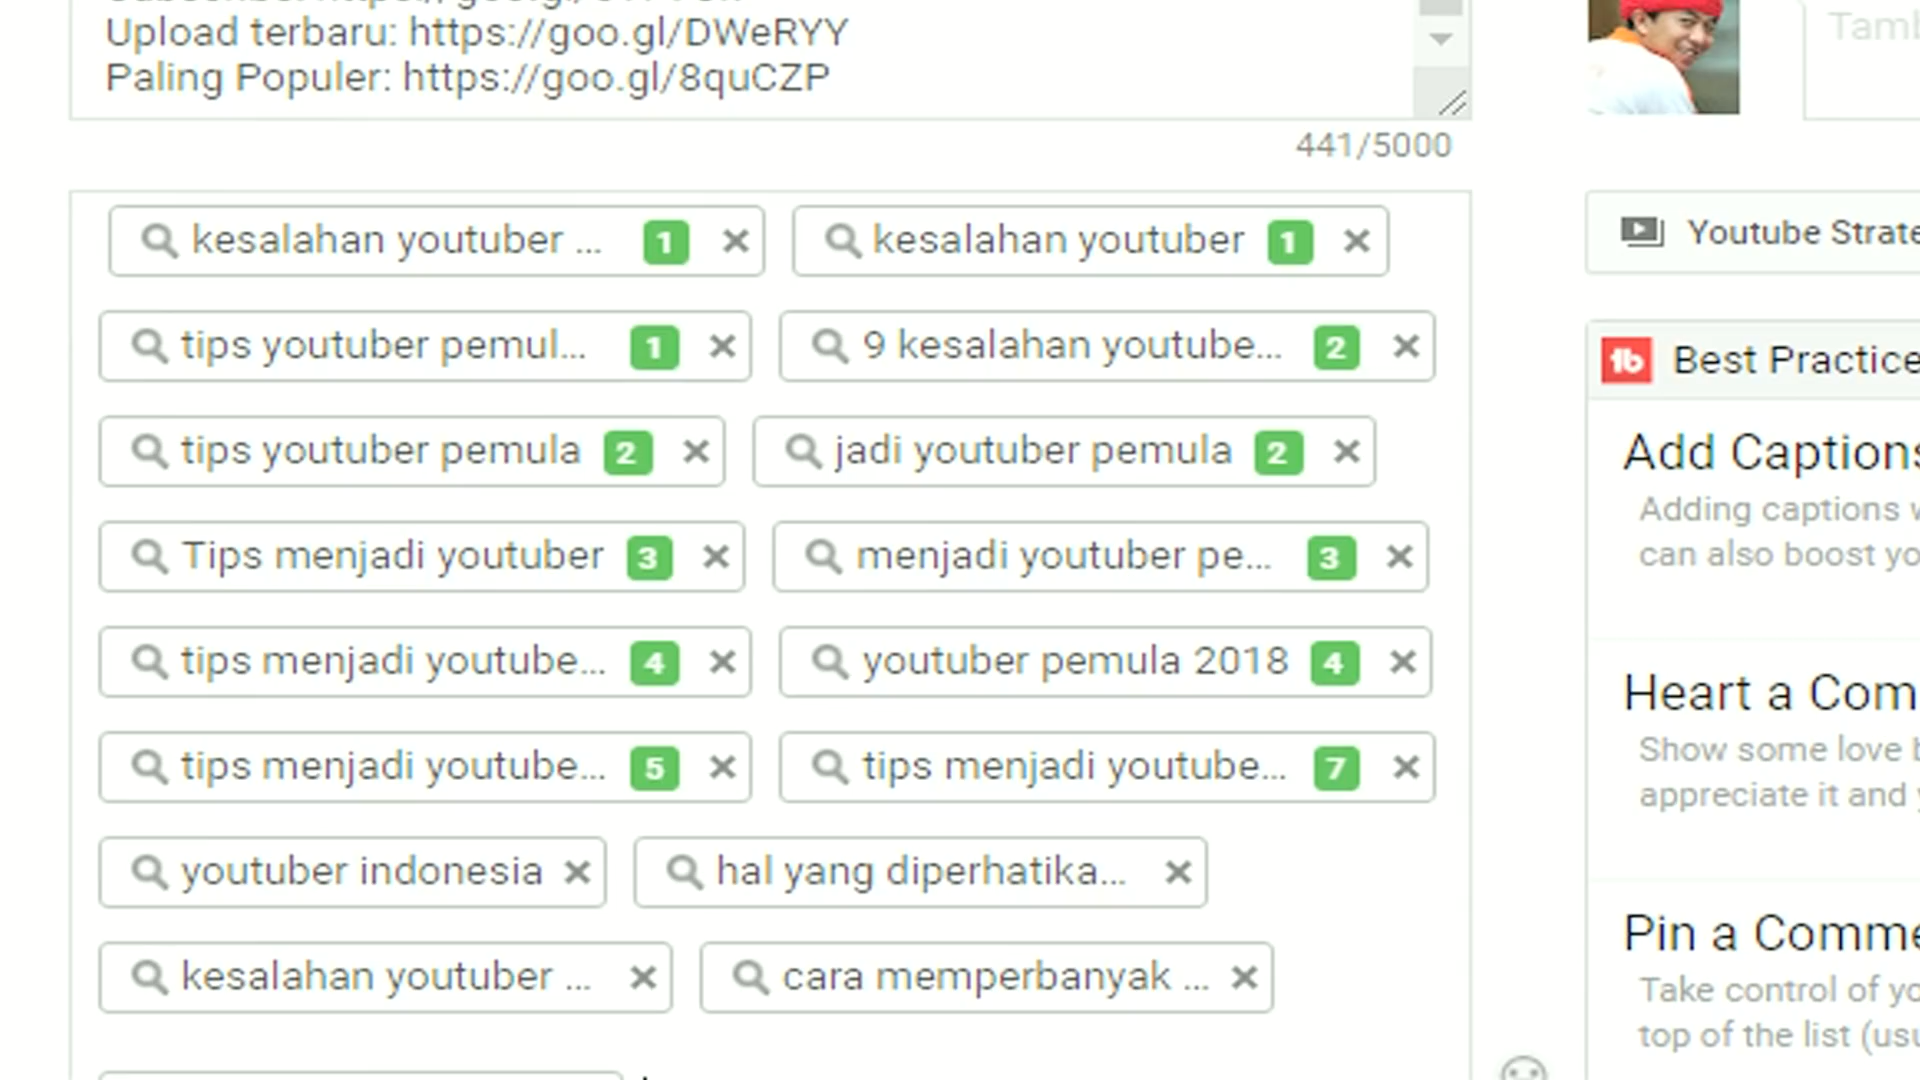 Upload terbaru: https://goo.gl/DWeRYY
Paling Populer: https://goo.gl/8quCZP
Tamb
441/5000
kesalahan youtuber ... 1 × kesalahan youtuber 1 ×
Youtube Strate
tips youtuber pemul... 1 × 9 kesalahan youtube... 2 ×
tb Best Practice
tips youtuber pemula 2 × jadi youtuber pemula 2 ×
Add Captions
Adding captions w
can also boost yo
Tips menjadi youtuber 3 × menjadi youtuber pe... 3 ×
tips menjadi youtube... 4 × youtuber pemula 2018 4 ×
Heart a Com
Show some love b
appreciate it and y
tips menjadi youtube... 5 × tips menjadi youtube... 7 ×
youtuber indonesia × hal yang diperhatika... ×
Pin a Comme
Take control of yo
top of the list (usu
kesalahan youtuber ... × cara memperbanyak ... ×